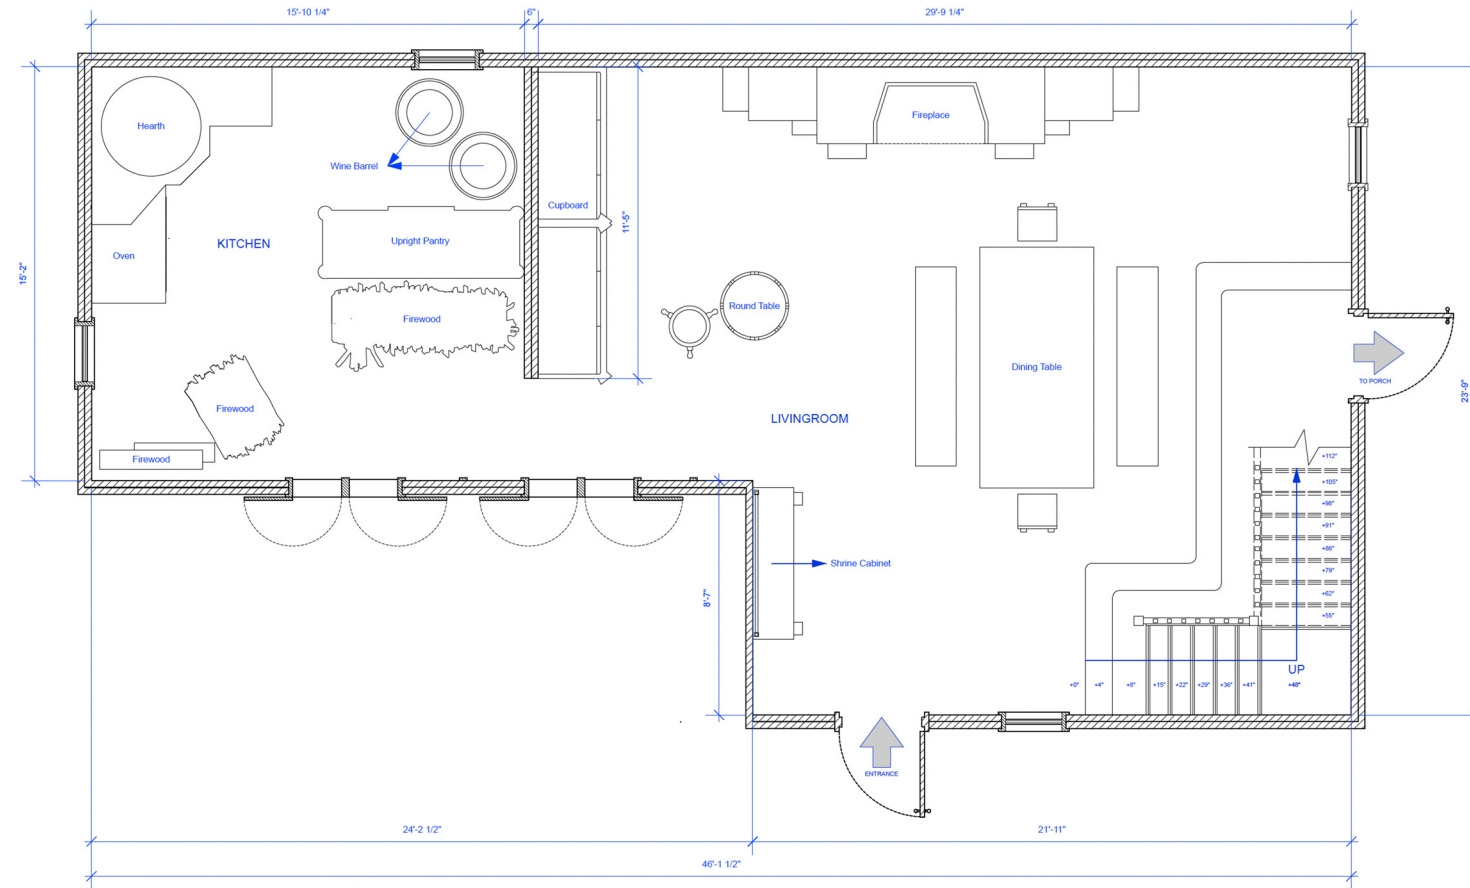 15'-10 1/4"
6"
29'-9 1/4"
Hearth
Fireplace
Wine Barrel
Cupboard
11'-5"
KITCHEN
Upright Pantry
Oven
15'-2"
Round Table
Firewood
Dining Table
TO PORCH
23'-9"
Firewood
LIVINGROOM
Firewood
+112"
+105"
+98"
+91"
+86"
+79"
+62"
+55"
Shrine Cabinet
8'-7"
UP
+0"
+4"
+8"
+15"
+22"
+29"
+36"
+41"
+48"
ENTRANCE
24'-2 1/2"
21'-11"
46'-1 1/2"